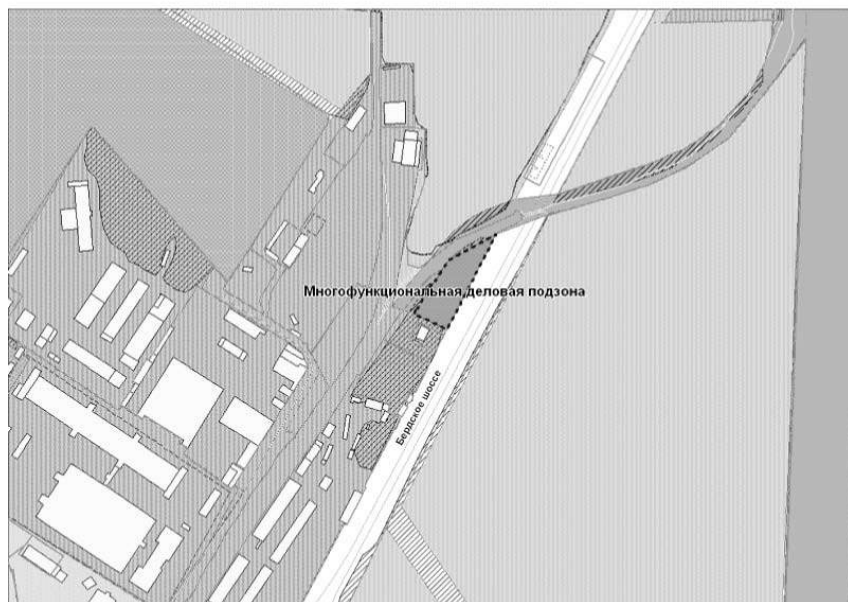 Многофункциональная деловая подзона
Бердское шоссе